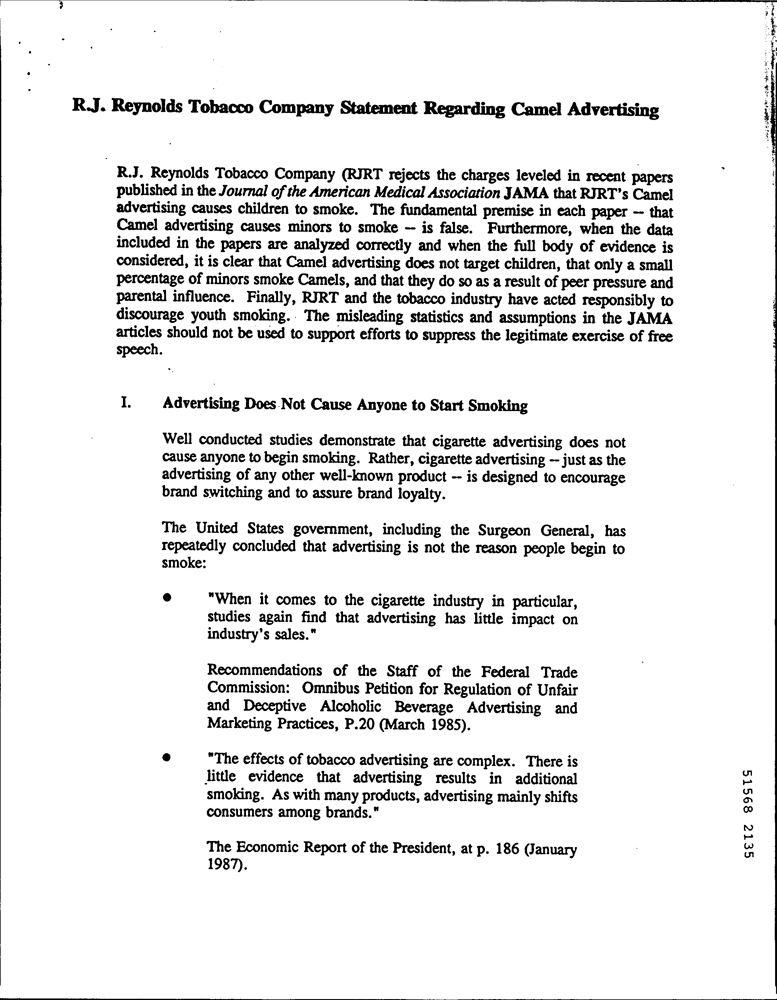 R.J. Reynolds Tobacco Company Statement Regarding Camel Advertising
R.J. Reynolds Tobacco Company (RJRT rejects the charges leveled in recent papers
published in the Journal of the American Medical Association JAMA that RJRT's Camel
advertising causes children to smoke. The fundamental premise in each paper -- that
Camel advertising causes minors to smoke -- is false. Furthermore, when the data
included in the papers are analyzed correctly and when the full body of evidence is
considered, it is clear that Camel advertising does not target children, that only a small
percentage of minors smoke Camels, and that they do so as a result of peer pressure and
parental influence. Finally, RJRT and the tobacco industry have acted responsibly to
discourage youth smoking. The misleading statistics and assumptions in the JAMA
articles should not be used to support efforts to suppress the legitimate exercise of free
speech.
I. Advertising Does Not Cause Anyone to Start Smoking
Well conducted studies demonstrate that cigarette advertising does not
cause anyone to begin smoking. Rather, cigarette advertising -- just as the
advertising of any other well-known product -- is designed to encourage
brand switching and to assure brand loyalty.
The United States government, including the Surgeon General, has
repeatedly concluded that advertising is not the reason people begin to
smoke:
● "When it comes to the cigarette industry in particular,
studies again find that advertising has little impact on
industry's sales."
Recommendations of the Staff of the Federal Trade
Commission: Omnibus Petition for Regulation of Unfair
and Deceptive Alcoholic Beverage Advertising and
Marketing Practices, P.20 (March 1985).
● "The effects of tobacco advertising are complex. There is
little evidence that advertising results in additional
smoking. As with many products, advertising mainly shifts
consumers among brands."
The Economic Report of the President, at p. 186 (January
1987).
51568 2135